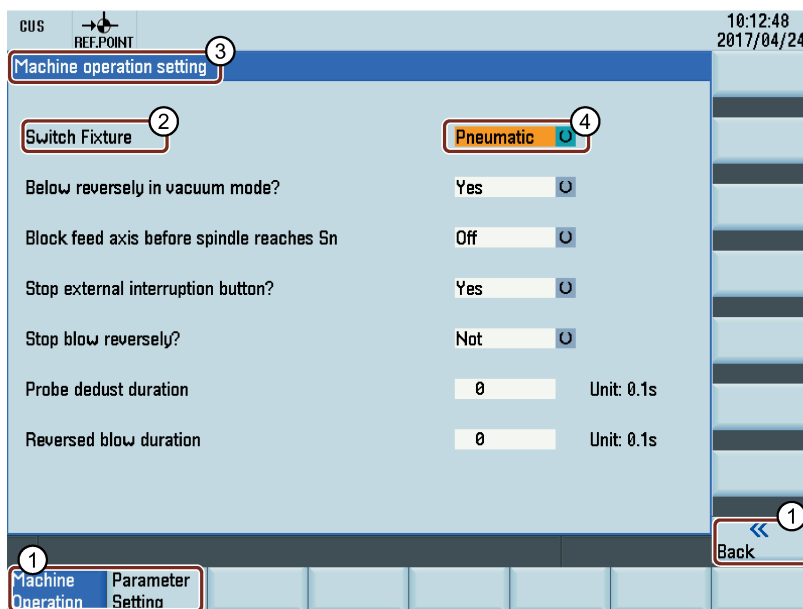 CUS
REF.POINT
10:12:48
2017/04/24
3
Machine operation setting
2
4
Switch Fixture Pneumatic
Below reversely in vacuum mode? Yes
Block feed axis before spindle reaches Sn Off
Stop external interruption button? Yes
Stop blow reversely? Not
Probe dedust duration 0 Unit: 0.1s
Reversed blow duration 0 Unit: 0.1s
1
Back
1
Machine
Operation
Parameter
Setting